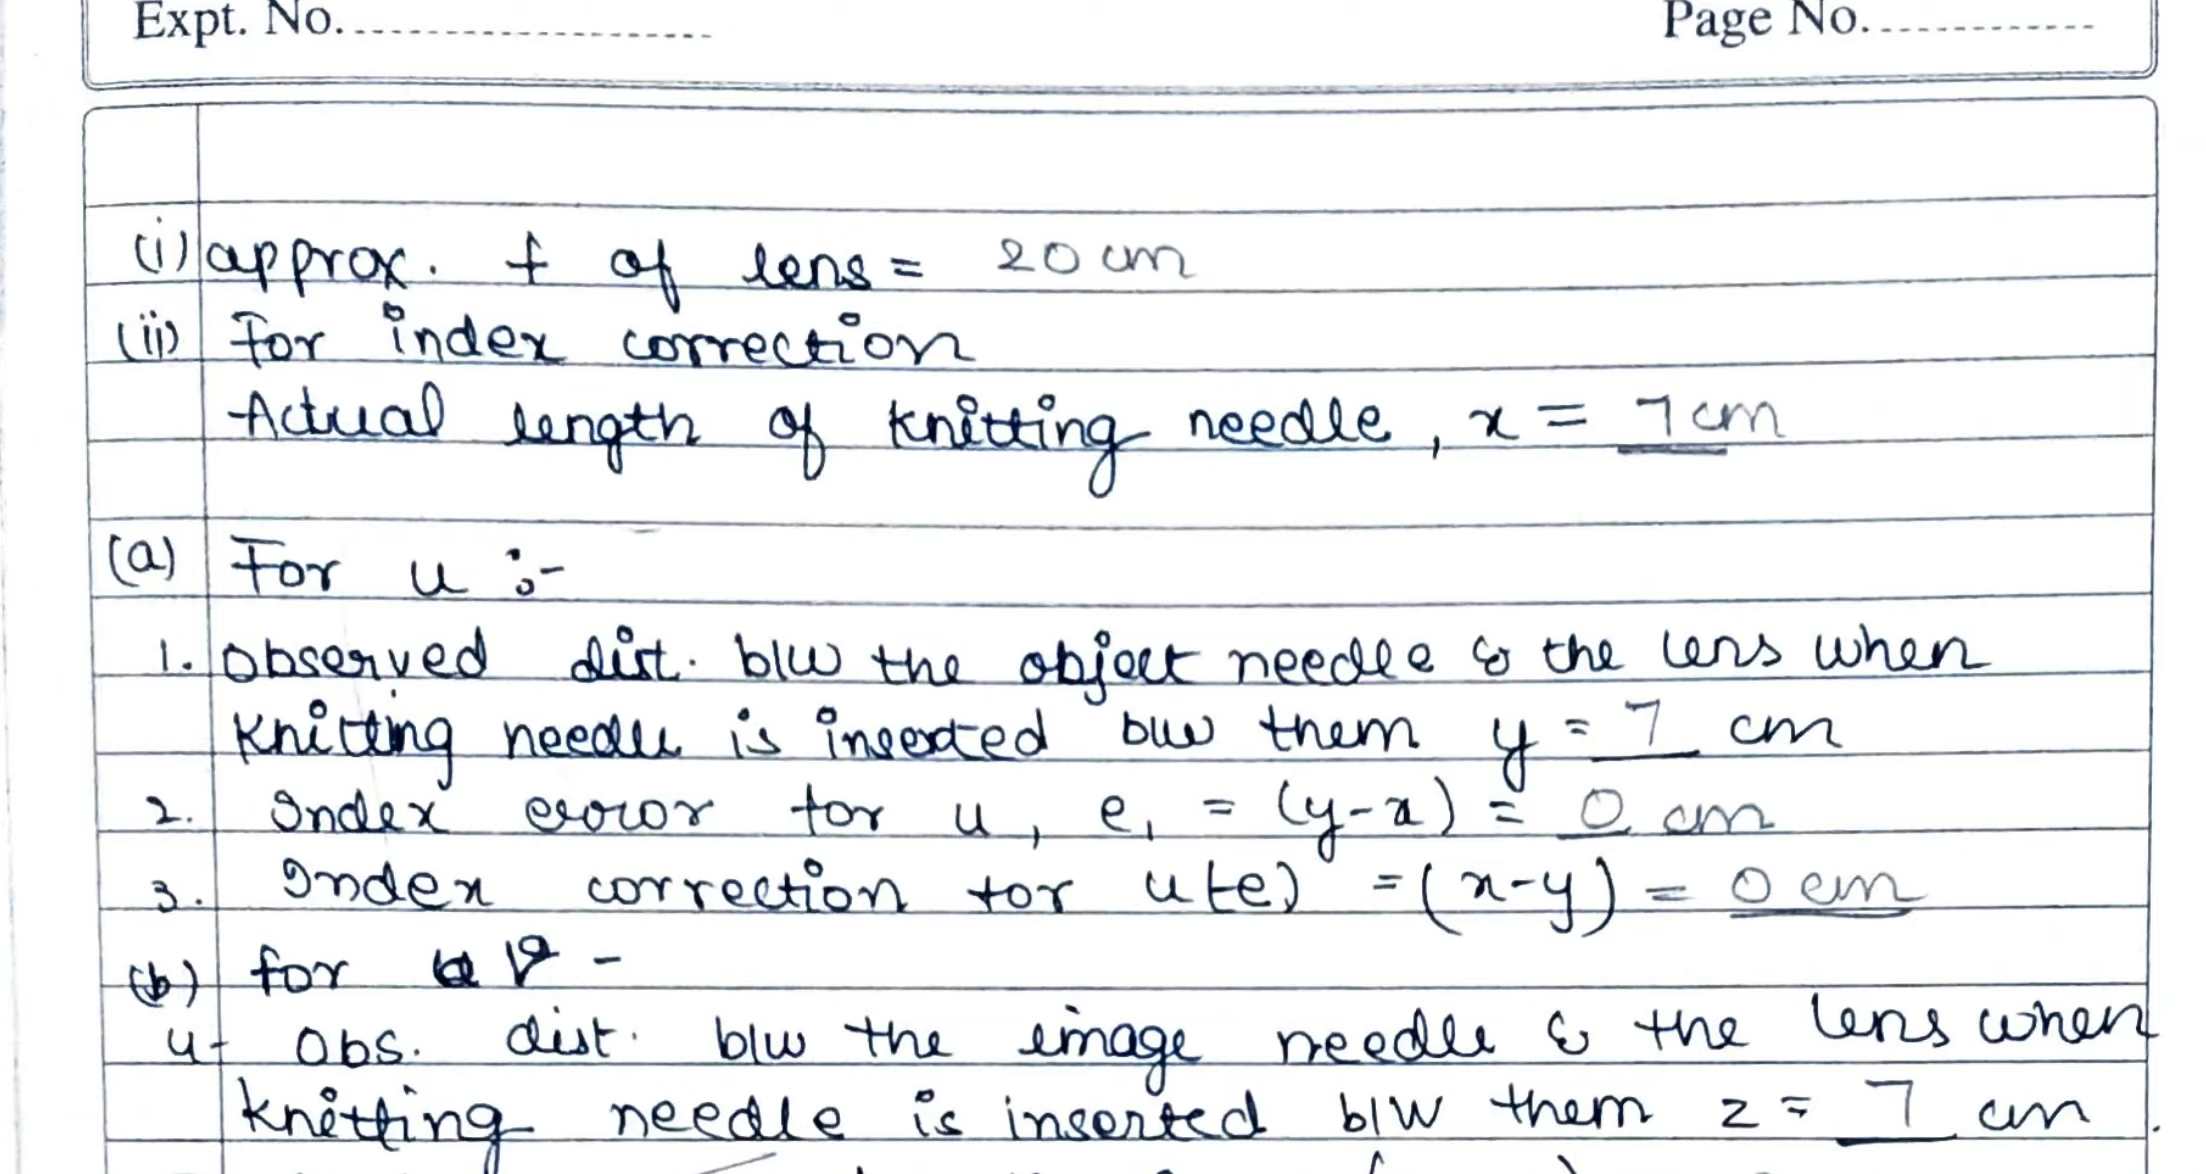 Expt. No.
Page No.
(i) approx. f of lens = 20 cm
(ii) For index correction
Actual length of knitting needle, x = 7 cm
(a) For u :-
1. Observed dist. b/w the object needle & the lens when
knitting needle is inserted b/w them y = 7 cm
2. Index error for u, e₁ = (y-x) = 0 cm
3. Index correction for u (e) = (x-y) = 0 cm
(b) for v -
4. Obs. dist. b/w the image needle & the lens when
knitting needle is inserted b/w them z = 7 cm.